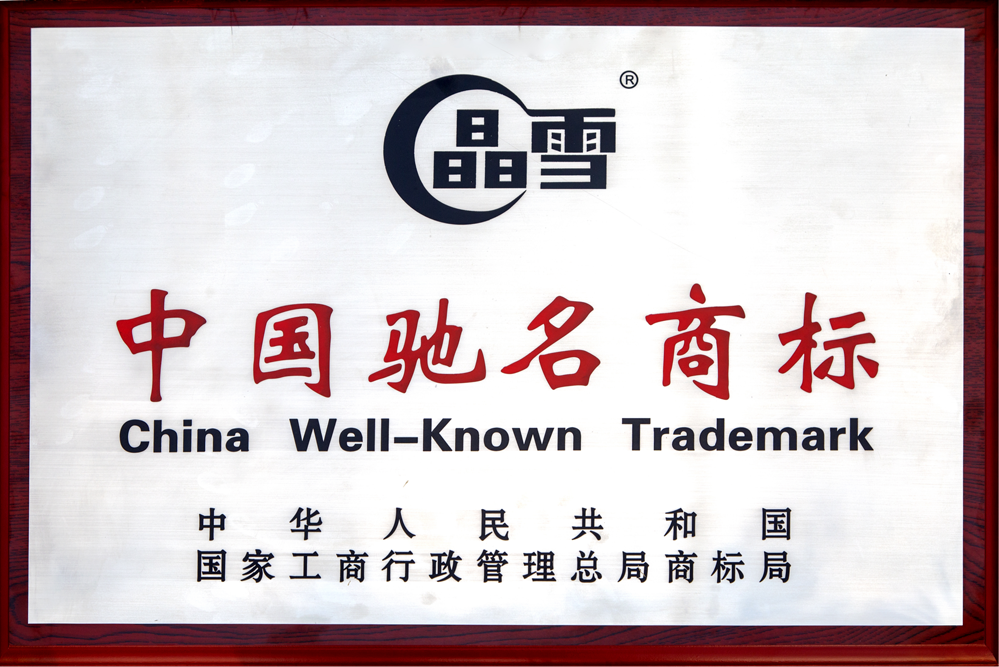 晶雪®
中国驰名商标
China Well-Known Trademark
中华人民共和国
国家工商行政管理总局商标局